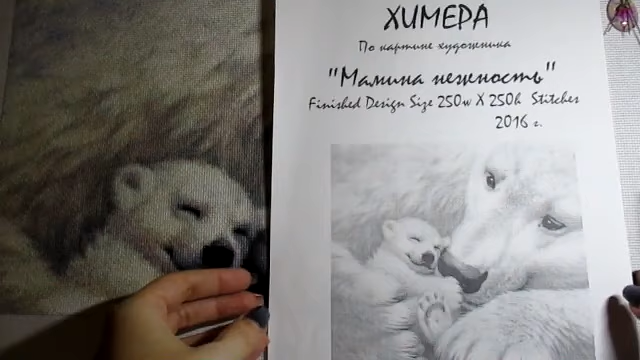 ХИМЕРА
По картине художника
"Мамина нежность"
Finished Design Size 250w X 250h Stitches
2016 г.